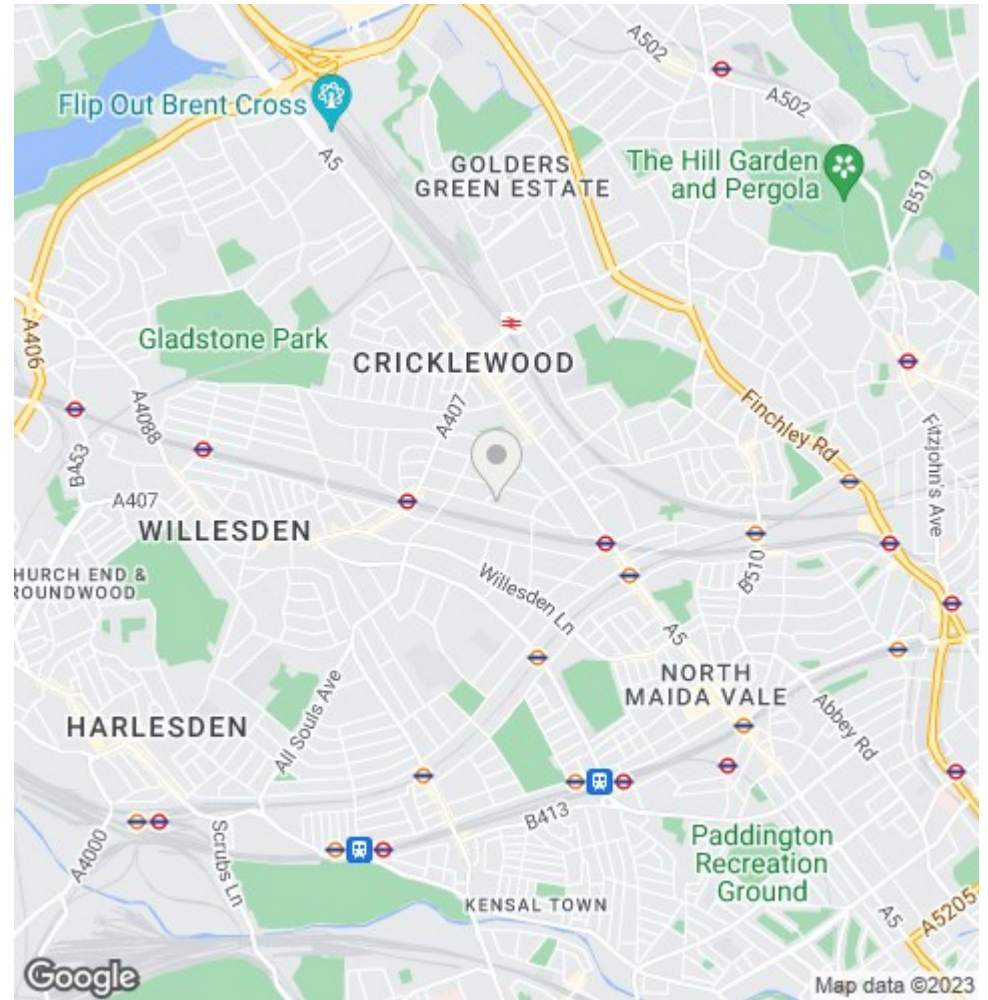 A502
A502
Flip Out Brent Cross
A5
GOLDERS
GREEN ESTATE
The Hill Garden
and Pergola
B519
A406
Gladstone Park
CRICKLEWOOD
A4088
A407
Finchley Rd
Fitzjohn's Ave
B453
A407
WILLESDEN
B510
HURCH END &
ROUNDWOOD
Willesden Ln
A5
NORTH
MAIDA VALE
All Souls Ave
Abbey Rd
HARLESDEN
B413
A4000
Scrubs Ln
Paddington
Recreation
Ground
KENSAL TOWN
A5
A5205
Google
Map data ©2023